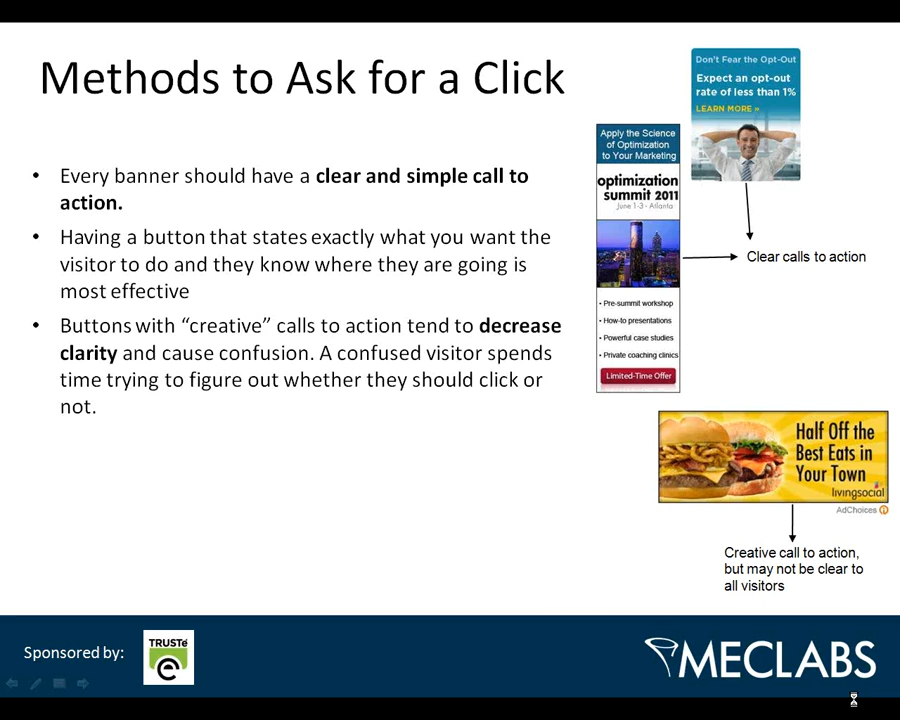 Methods to Ask for a Click
• Every banner should have a clear and simple call to
action.
• Having a button that states exactly what you want the
visitor to do and they know where they are going is
most effective
• Buttons with “creative” calls to action tend to decrease
clarity and cause confusion. A confused visitor spends
time trying to figure out whether they should click or
not.
Don't Fear the Opt-Out
Expect an opt-out
rate of less than 1%
LEARN MORE »
Apply the Science
of Optimization
to Your Marketing
optimization
summit 2011
June 1-3 · Atlanta
• Pre-summit workshop
• How-to presentations
• Powerful case studies
• Private coaching clinics
Limited-Time Offer
Clear calls to action
Half Off the
Best Eats in
Your Town
livingsocial
AdChoices
Creative call to action,
but may not be clear to
all visitors
Sponsored by:
TRUSTe
MECLABS